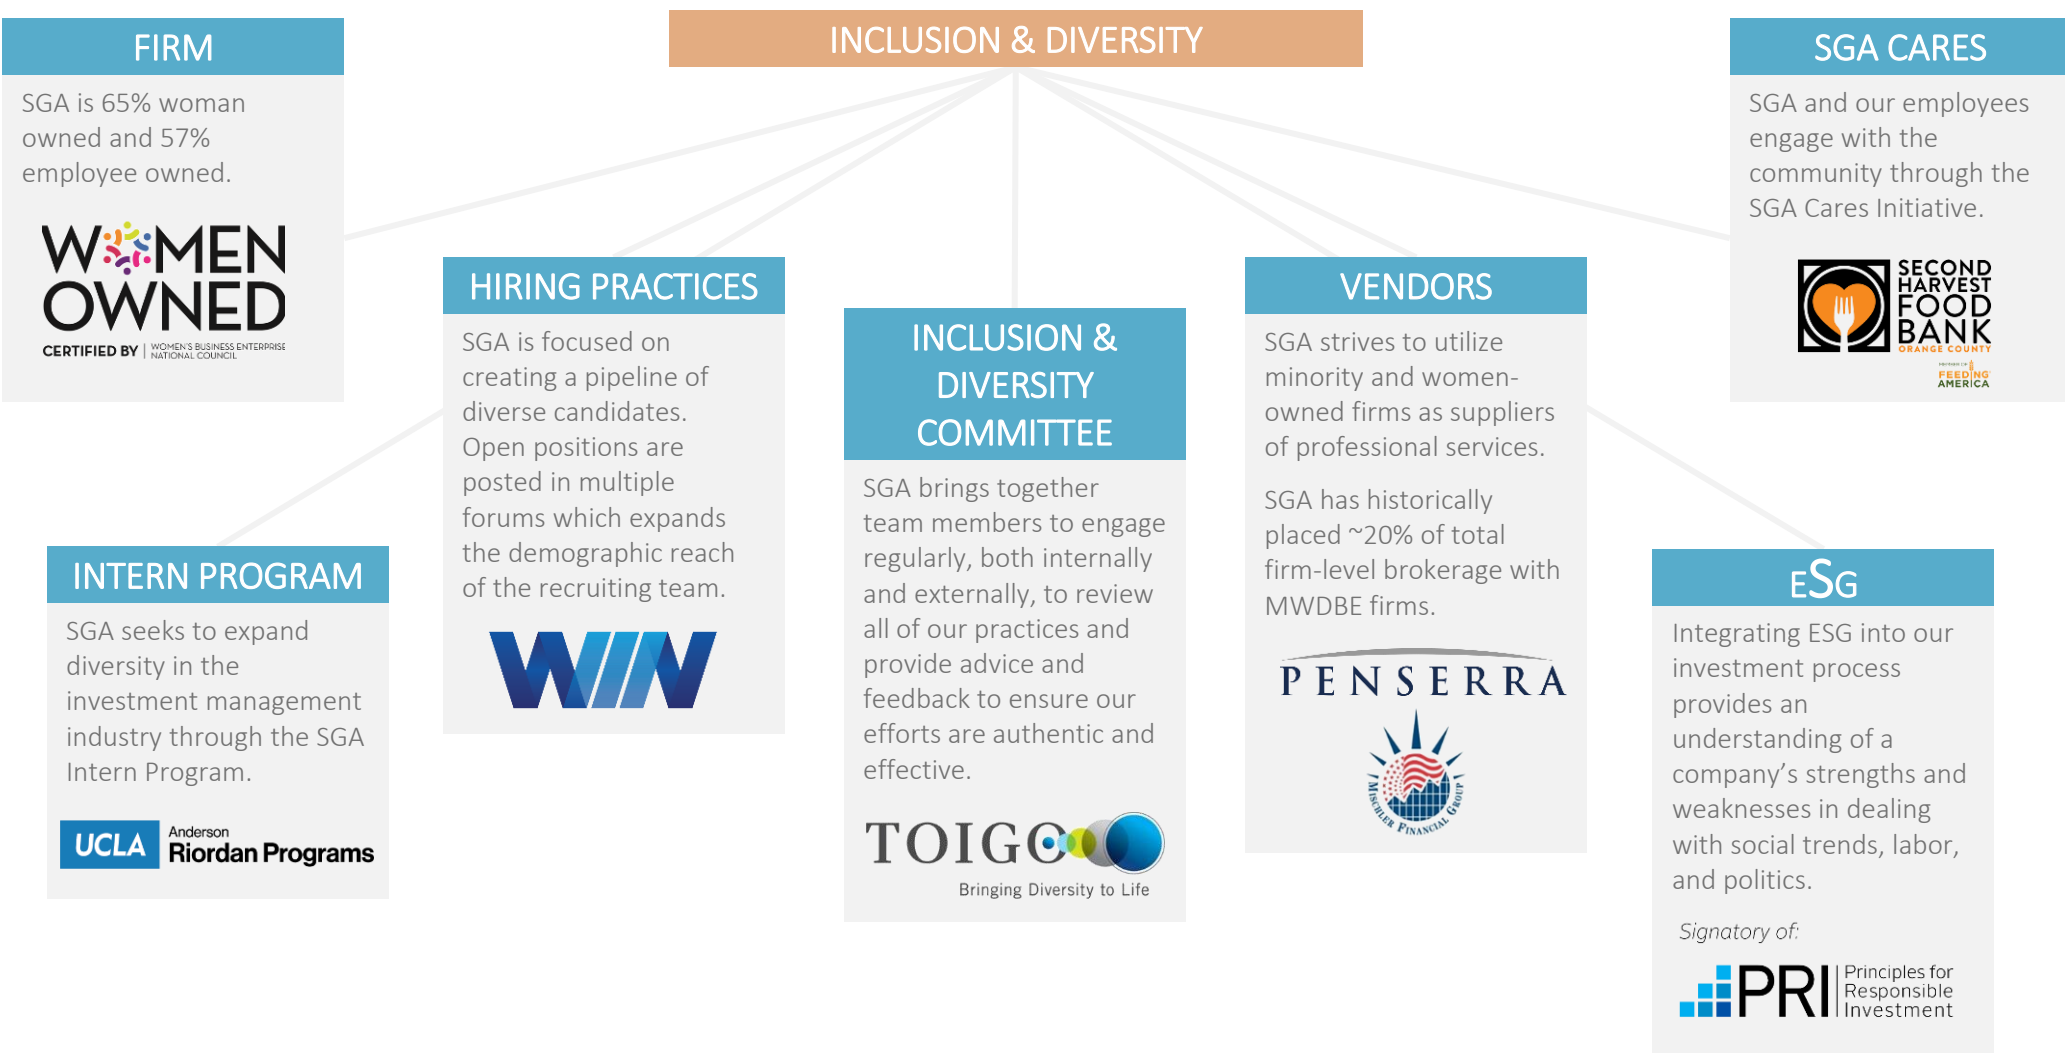 INCLUSION & DIVERSITY
FIRM
SGA is 65% woman
owned and 57%
employee owned.
WOMEN
OWNED
CERTIFIED BY
WOMEN'S BUSINESS ENTERPRISE
NATIONAL COUNCIL
INTERN PROGRAM
SGA seeks to expand
diversity in the
investment management
industry through the SGA
Intern Program.
UCLA
Anderson
Riordan Programs
HIRING PRACTICES
SGA is focused on
creating a pipeline of
diverse candidates.
Open positions are
posted in multiple
forums which expands
the demographic reach
of the recruiting team.
WIN
INCLUSION &
DIVERSITY
COMMITTEE
SGA brings together
team members to engage
regularly, both internally
and externally, to review
all of our practices and
provide advice and
feedback to ensure our
efforts are authentic and
effective.
TOIGO
Bringing Diversity to Life
VENDORS
SGA strives to utilize
minority and women-
owned firms as suppliers
of professional services.
SGA has historically
placed ~20% of total
firm-level brokerage with
MWDBE firms.
PENSERRA
MISCHLER FINANCIAL GROUP
SGA CARES
SGA and our employees
engage with the
community through the
SGA Cares Initiative.
SECOND
HARVEST
FOOD
BANK
ORANGE COUNTY
MEMBER OF
FEEDING
AMERICA
ESG
Integrating ESG into our
investment process
provides an
understanding of a
company’s strengths and
weaknesses in dealing
with social trends, labor,
and politics.
Signatory of:
PRI
Principles for
Responsible
Investment